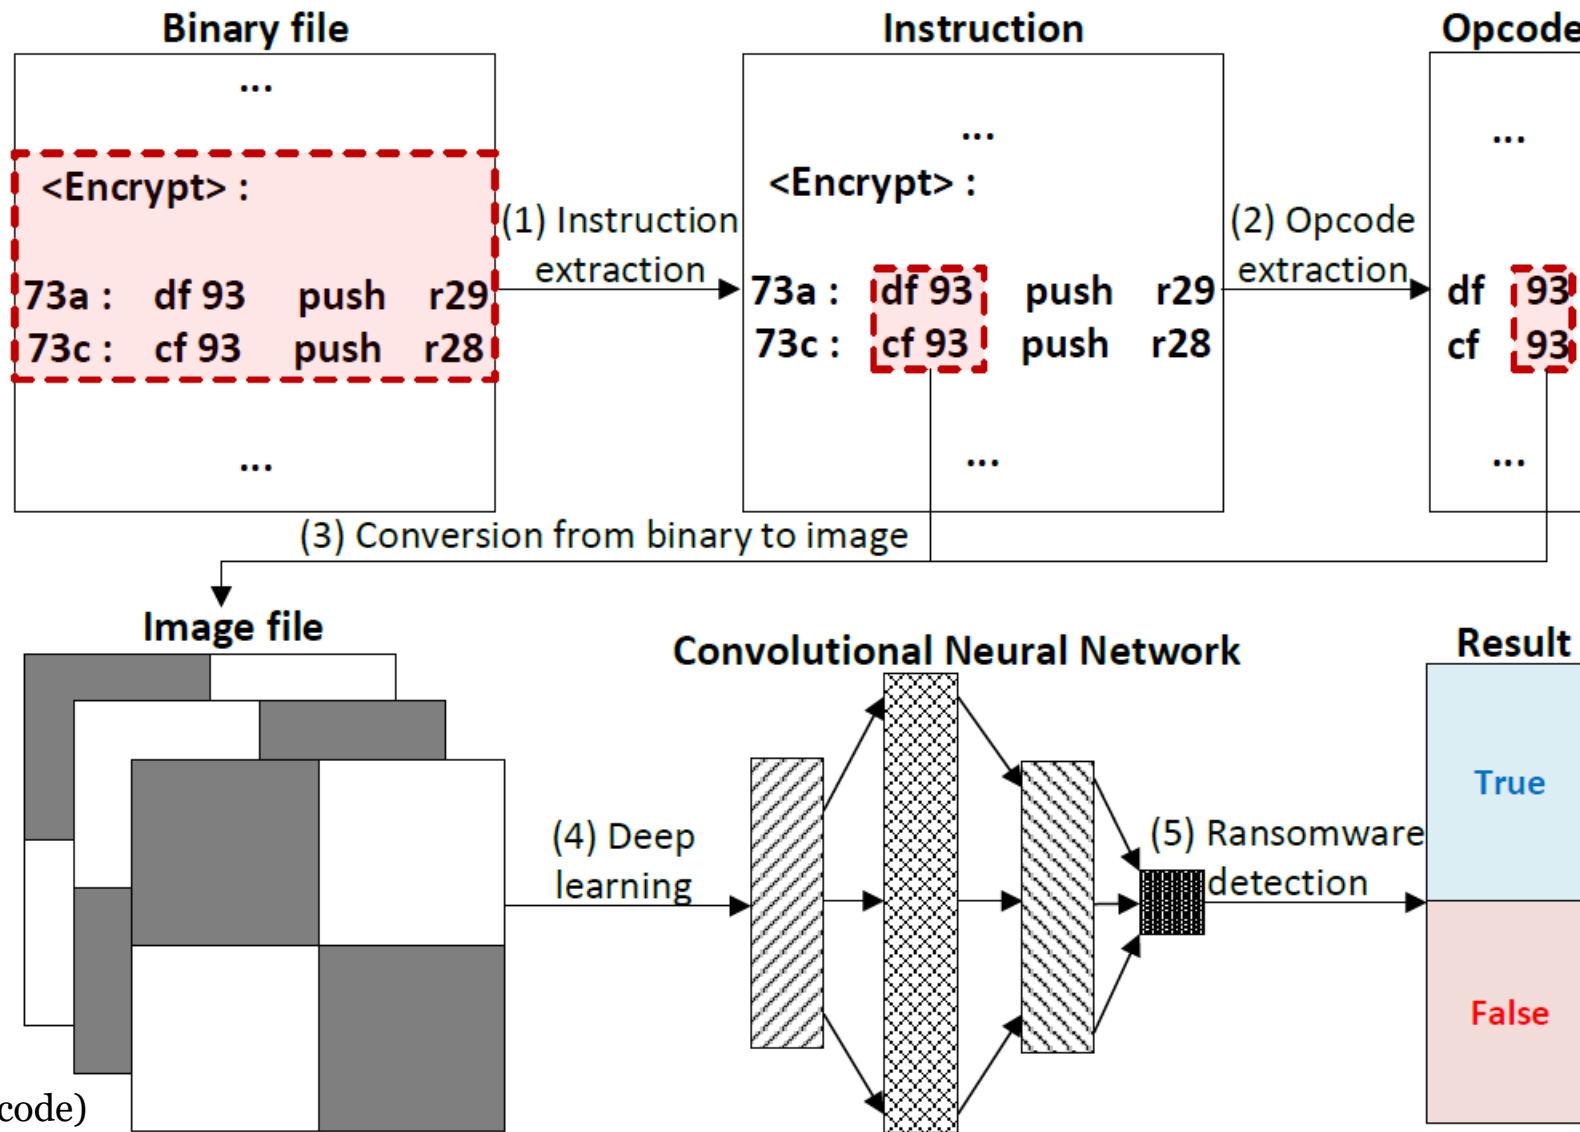 Binary file
...
<Encrypt> :
73a : df 93 push r29
73c : cf 93 push r28
...
(1) Instruction
extraction
Instruction
...
<Encrypt> :
73a : df 93 push r29
73c : cf 93 push r28
...
(2) Opcode
extraction
Opcode
...
df 93
cf 93
...
(3) Conversion from binary to image
Image file
(4) Deep
learning
Convolutional Neural Network
(5) Ransomware
detection
Result
True
False
code)